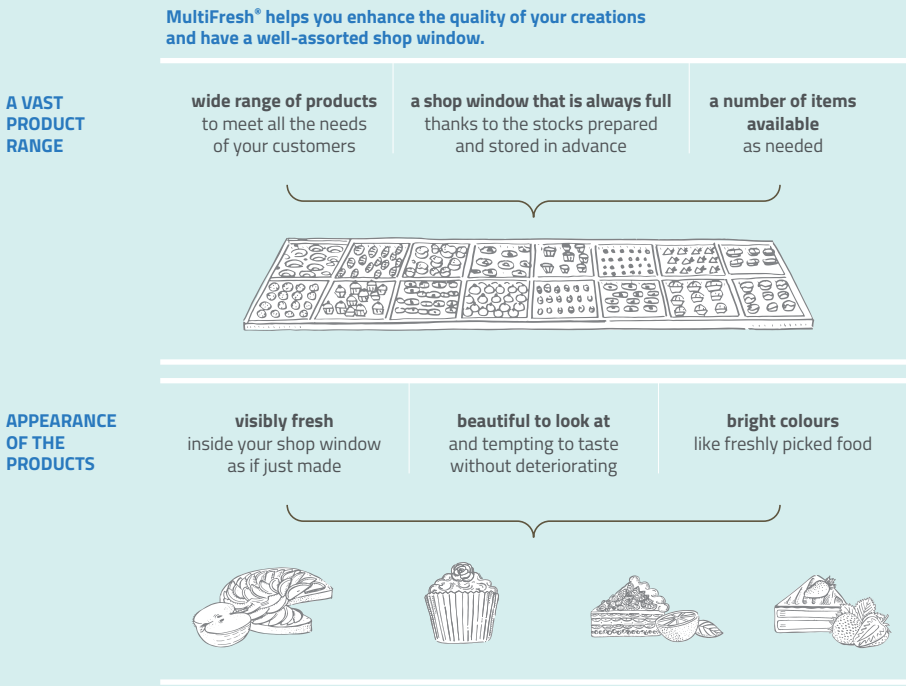 MultiFresh® helps you enhance the quality of your creations
and have a well-assorted shop window.
A VAST
PRODUCT
RANGE
wide range of products
to meet all the needs
of your customers
a shop window that is always full
thanks to the stocks prepared
and stored in advance
a number of items
available
as needed
APPEARANCE
OF THE
PRODUCTS
visibly fresh
inside your shop window
as if just made
beautiful to look at
and tempting to taste
without deteriorating
bright colours
like freshly picked food